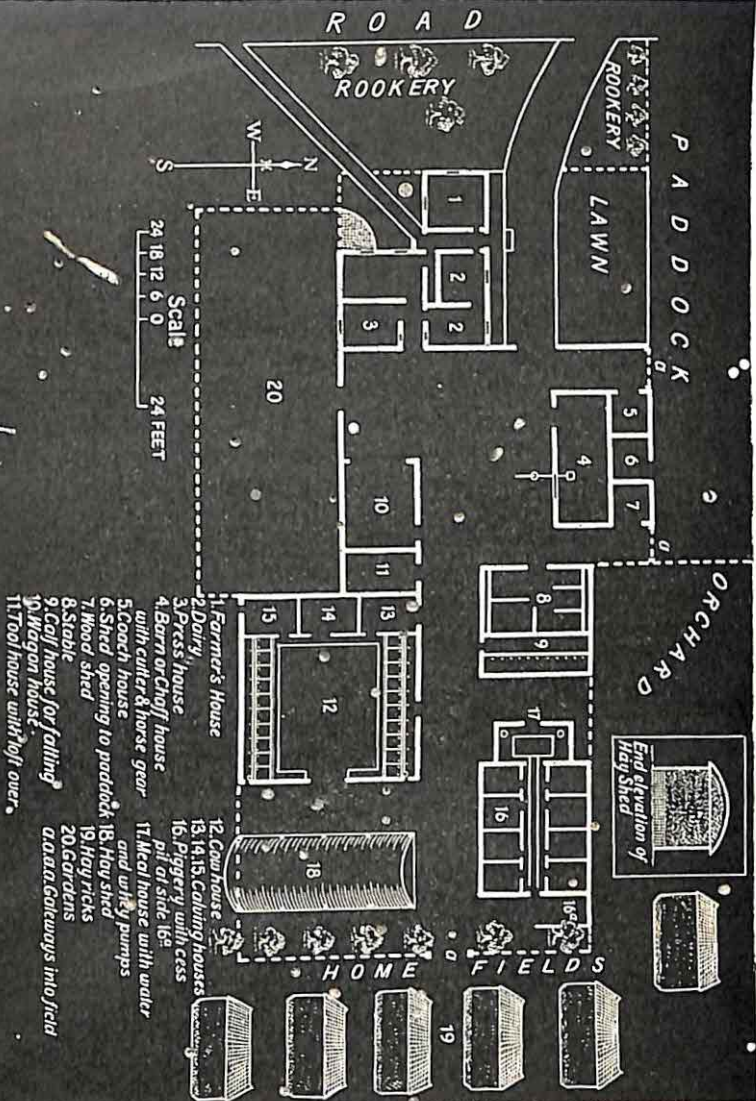 ROAD
ROOKERY
ROOKERY
PADDOCK
LAWN
W
N
S
E
1
2
2
3
5
6
7
4
a
a
ORCHARD
20
10
11
8
9
15
14
13
12
17
16
16ª
18
a
HOME FIELDS
19
End elevation of
Hay Shed
Scale
24 18 12 6 0 24 FEET
1.Farmer's House
2.Dairy
3.Press house
4.Barn or Chaff house
with cutter & horse gear
5.Coach house
6.Shed opening to paddock
7.Wood shed
8.Stable
9.Calf house for fatting
10.Wagon house
11.Tool house with loft over
12.Cow house
13.14.15.Calving houses
16.Piggery with cess
pit at side 16ª
17.Meal house with water
and whey pumps
18.Hay shed
19.Hay ricks
20.Gardens
a.a.a.a.Gateways into field